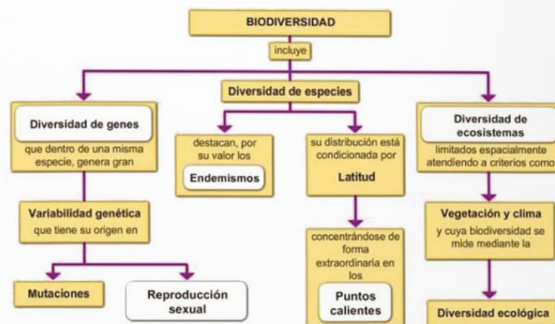 BIODIVERSIDAD
incluye
Diversidad de genes
que dentro de una misma
especie, genera gran
Variabilidad genética
que tiene su origen en
Mutaciones
Reproducción
sexual
Diversidad de especies
destacan, por
su valor los
Endemismos
su distribución está
condicionada por
Latitud
concentrándose de
forma
extraordinaria en
los
Puntos
calientes
Diversidad de
ecosistemas
limitados espacialmente
atendiendo a criterios como
Vegetación y clima
y cuya biodiversidad se
mide mediante la
Diversidad ecológica